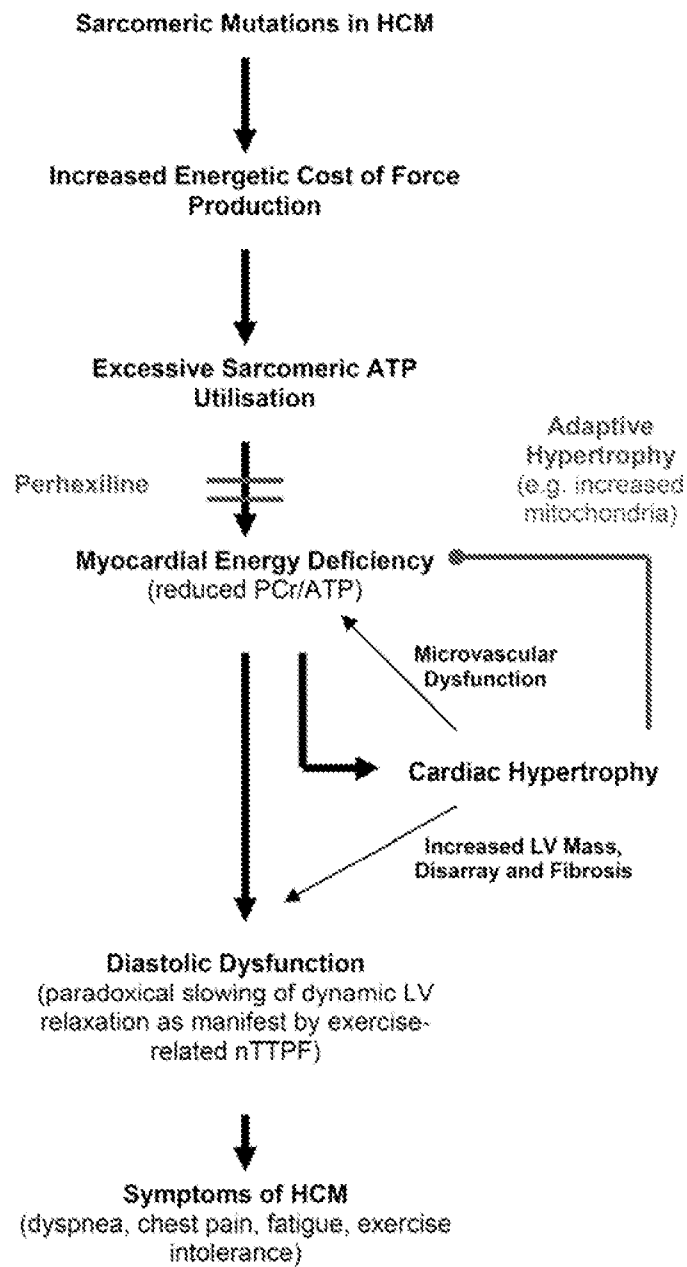 Sarcomeric Mutations in HCM
Increased Energetic Cost of Force
Production
Excessive Sarcomeric ATP
Utilisation
Adaptive
Hypertrophy
(e.g. increased
mitochondria)
Perhexiline
Myocardial Energy Deficiency
(reduced PCr/ATP)
Microvascular
Dysfunction
Cardiac Hypertrophy
Increased LV Mass,
Disarray and Fibrosis
Diastolic Dysfunction
(paradoxical slowing of dynamic LV
relaxation as manifest by exercise-
related nTTPF)
Symptoms of HCM
(dyspnea, chest pain, fatigue, exercise
intolerance)